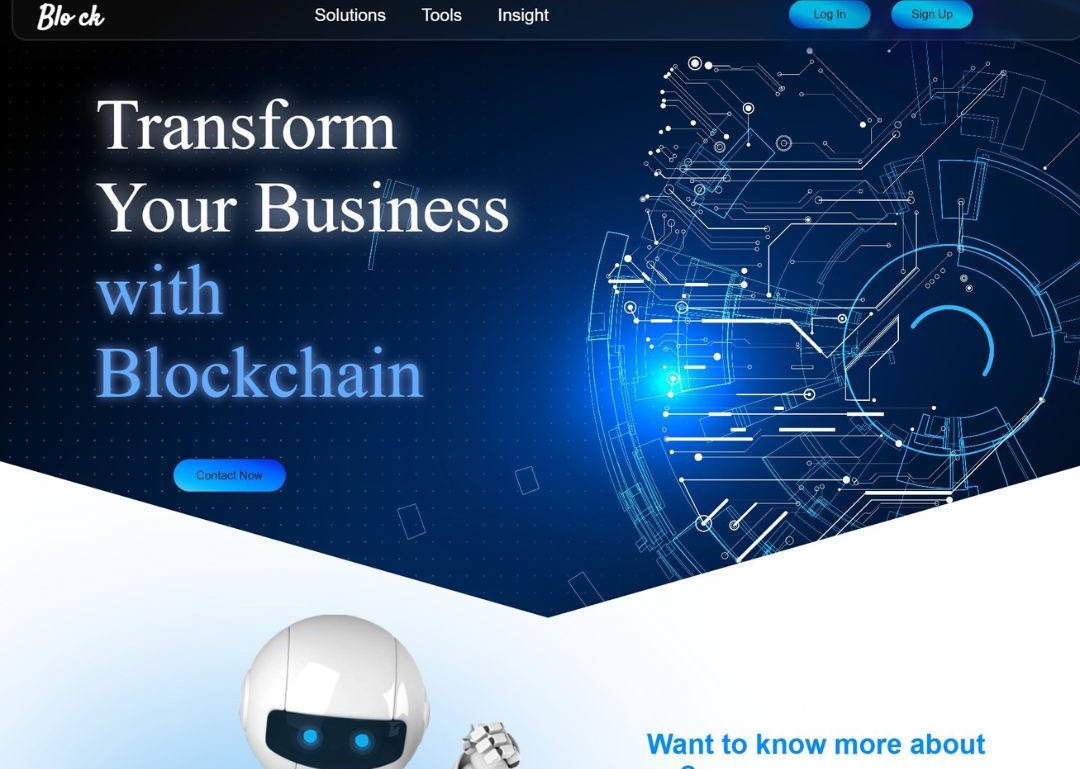 Blo ck
Solutions Tools Insight
Log In Sign Up
Transform
Your Business
with
Blockchain
Contact Now
Want to know more about